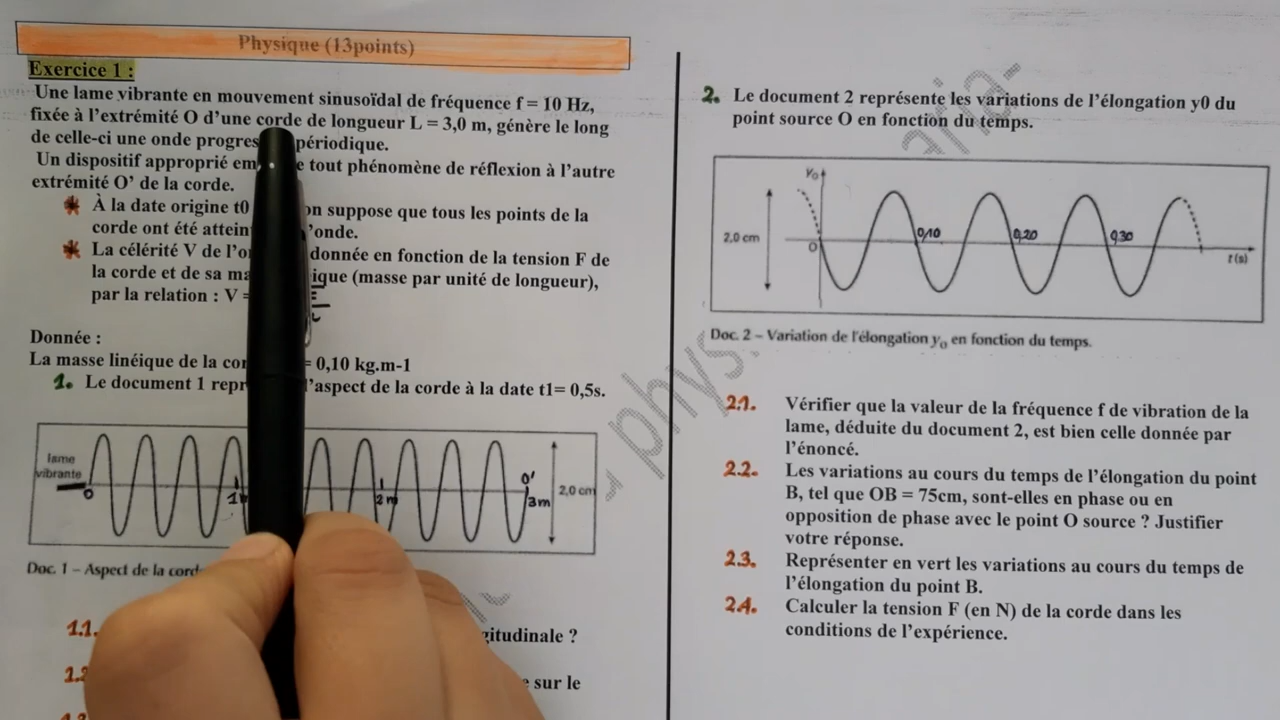 Physique (13points)
Exercice 1 :
Une lame vibrante en mouvement sinusoïdal de fréquence f = 10 Hz,
fixée à l'extrémité O d'une corde de longueur L = 3,0 m, génère le long
de celle-ci une onde progres périodique.
Un dispositif approprié em e tout phénomène de réflexion à l'autre
extrémité O' de la corde.
* À la date origine t0 on suppose que tous les points de la
corde ont été attein l'onde.
* La célérité V de l'o donnée en fonction de la tension F de
la corde et de sa ma ique (masse par unité de longueur),
par la relation : V =
Donnée :
La masse linéique de la cor = 0,10 kg.m-1
1. Le document 1 repr l'aspect de la corde à la date t1= 0,5s.
lame
vibrante
O
1
2 m
O'
3m
2,0 cm
Doc. 1 – Aspect de la cord
1.1.
gitudinale ?
1.2
e sur le
2. Le document 2 représente les variations de l'élongation y0 du
point source O en fonction du temps.
y₀
2,0 cm
O
0,10
0,20
0,30
t(s)
Doc. 2 – Variation de l'élongation y₀ en fonction du temps.
2.1. Vérifier que la valeur de la fréquence f de vibration de la
lame, déduite du document 2, est bien celle donnée par
l'énoncé.
2.2. Les variations au cours du temps de l'élongation du point
B, tel que OB = 75cm, sont-elles en phase ou en
opposition de phase avec le point O source ? Justifier
votre réponse.
2.3. Représenter en vert les variations au cours du temps de
l'élongation du point B.
2.4. Calculer la tension F (en N) de la corde dans les
conditions de l'expérience.